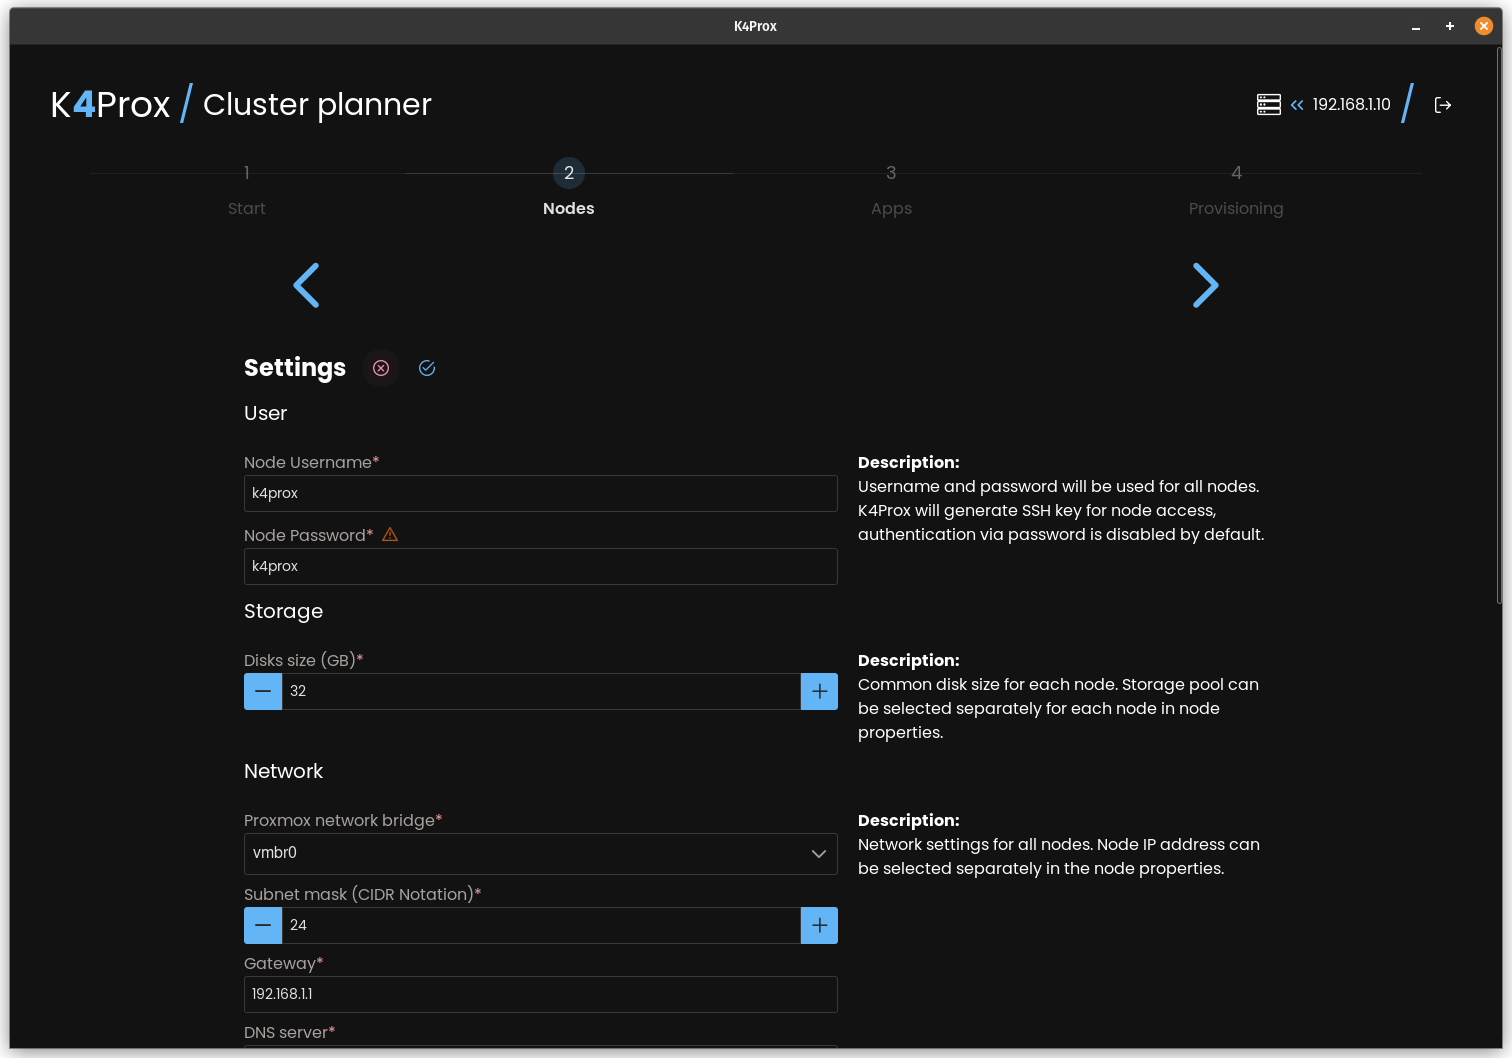 K4Prox
K4Prox / Cluster planner
192.168.1.10 /
1 2 3 4
Start Nodes Apps Provisioning
Settings
User
Node Username*
k4prox
Description:
Username and password will be used for all nodes.
K4Prox will generate SSH key for node access,
authentication via password is disabled by default.
Node Password*
k4prox
Storage
Disks size (GB)*
32
Description:
Common disk size for each node. Storage pool can
be selected separately for each node in node
properties.
Network
Proxmox network bridge*
vmbr0
Description:
Network settings for all nodes. Node IP address can
be selected separately in the node properties.
Subnet mask (CIDR Notation)*
24
Gateway*
192.168.1.1
DNS server*